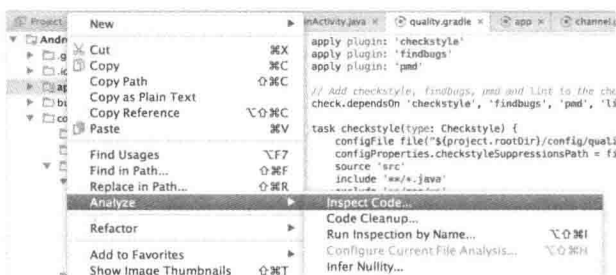 Project
inActivity.java × quality.gradle × app × channel.
Andr
.g
.ic
ap
bu
co
New
Cut ⌘X
Copy ⌘C
Copy Path ⇧⌘C
Copy as Plain Text
Copy Reference ⌥⇧⌘C
Paste ⌘V
Find Usages ⌥F7
Find in Path... ⇧⌘F
Replace in Path... ⇧⌘R
Analyze
Refactor
Add to Favorites
Show Image Thumbnails ⇧⌘T
apply plugin: 'checkstyle'
apply plugin: 'findbugs'
apply plugin: 'pmd'
// Add checkstyle, findbugs, pmd and lint to the che
check.dependsOn 'checkstyle', 'findbugs', 'pmd', 'li
task checkstyle(type: Checkstyle) {
configFile file("${project.rootDir}/config/quali
configProperties.checkstyleSuppressionsPath = fi
source 'src'
include '**/*.java'
Inspect Code...
Code Cleanup...
Run Inspection by Name... ⌥⇧⌘I
Configure Current File Analysis... ⌥⇧⌘H
Infer Nullity...